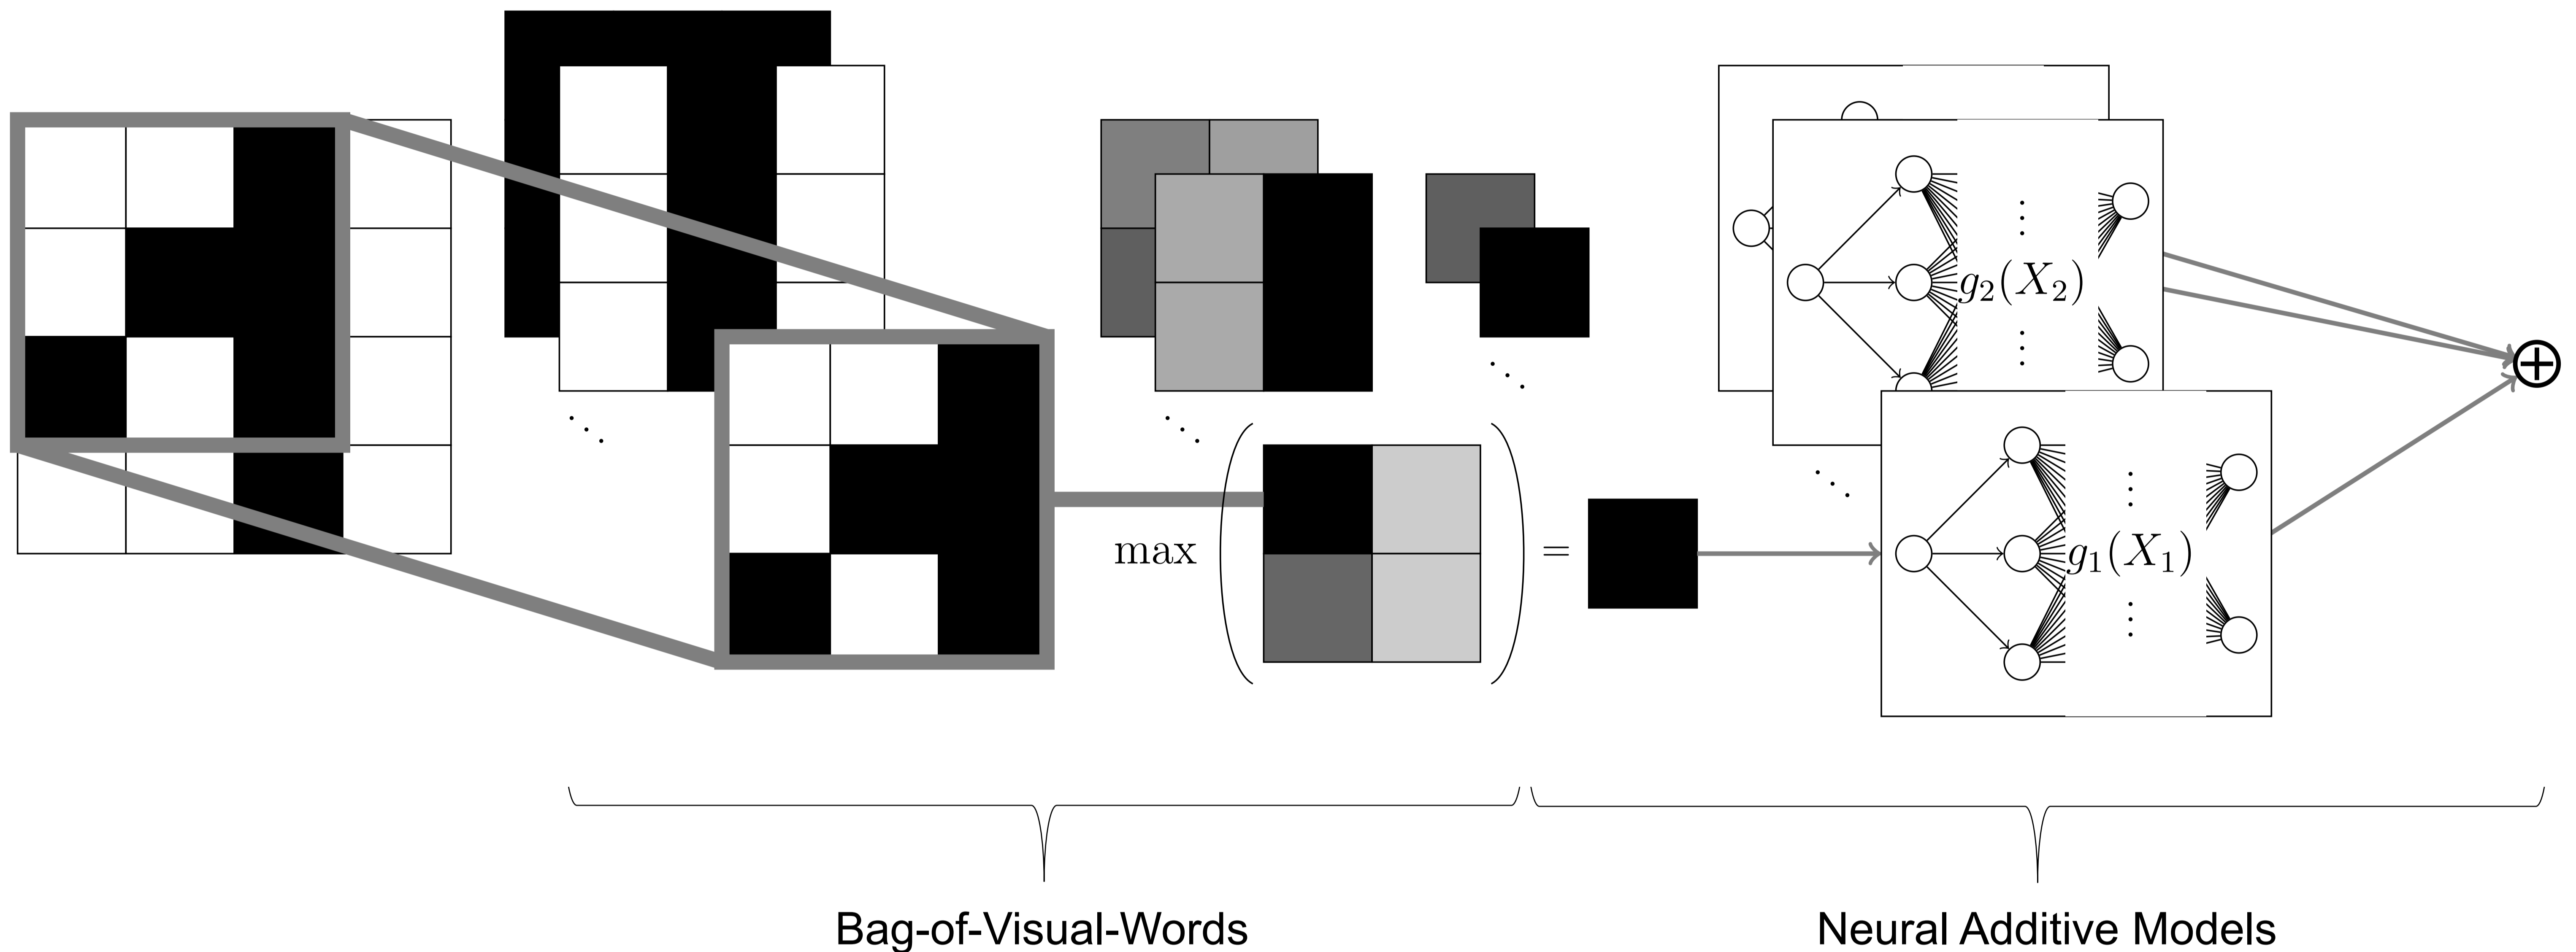 g₂(X₂)
max
=
g₁(X₁)
Bag-of-Visual-Words
Neural Additive Models